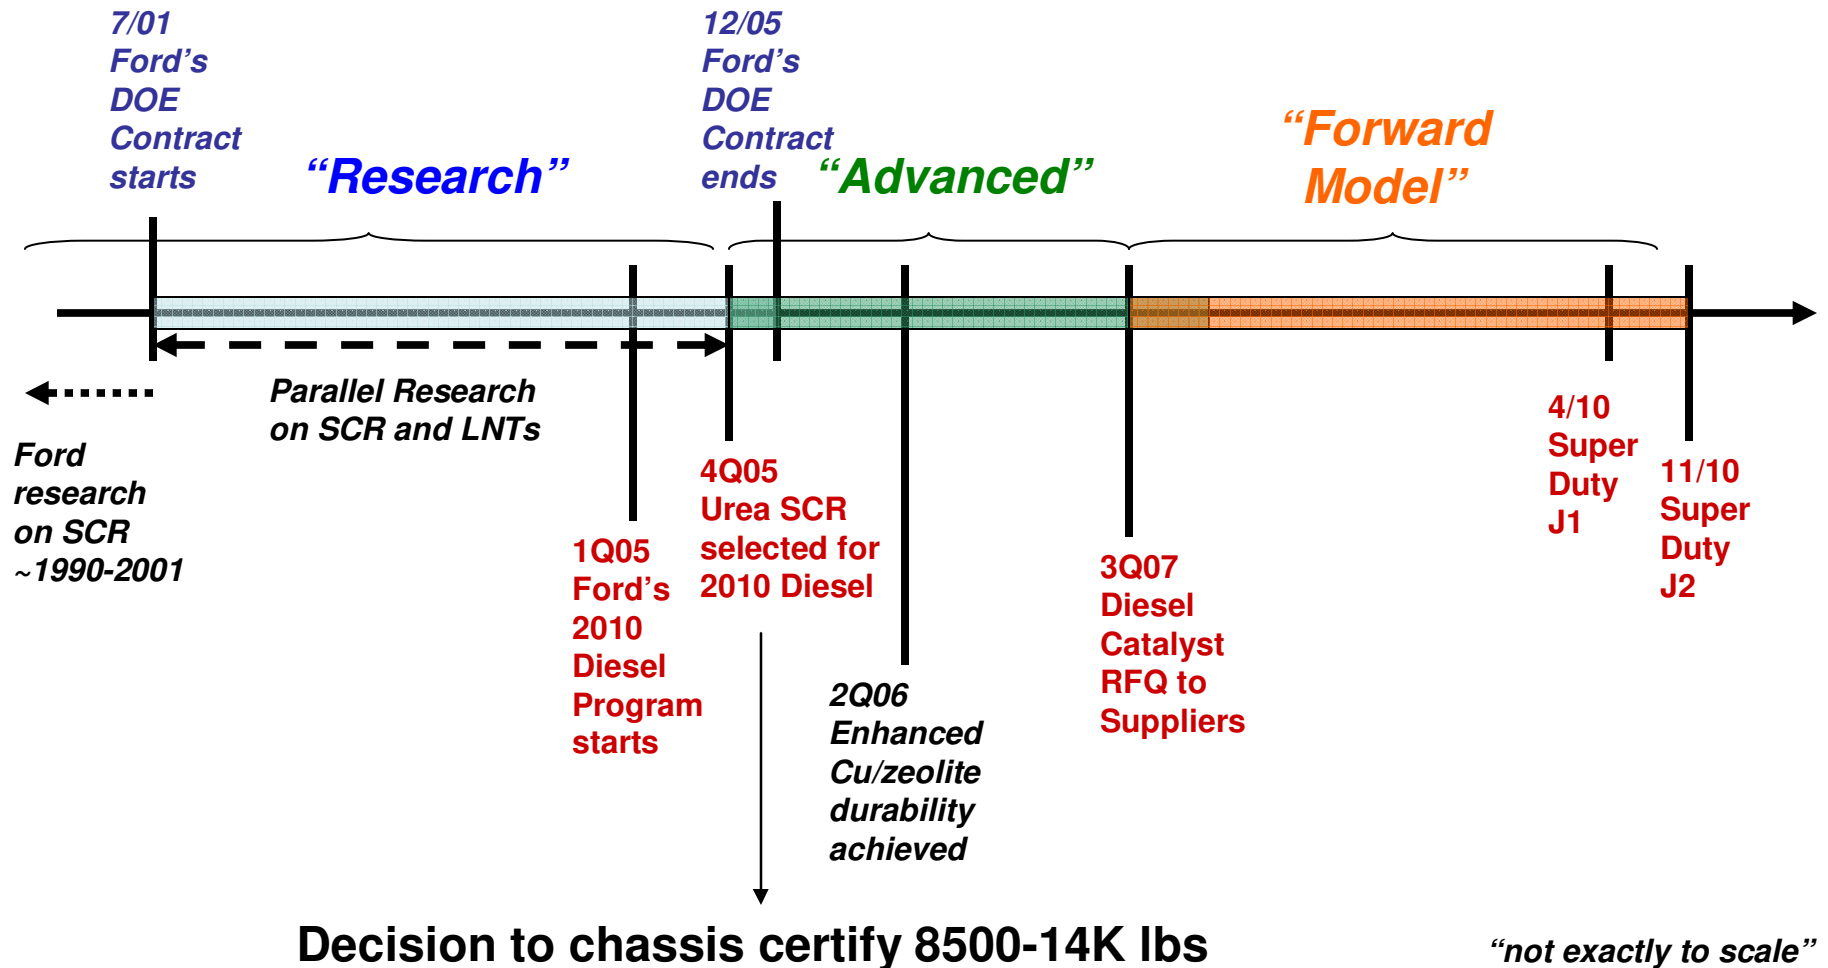 7/01
Ford’s
DOE
Contract
starts
“Research”
12/05
Ford’s
DOE
Contract
ends
“Advanced”
“Forward
Model”
Parallel Research
on SCR and LNTs
Ford
research
on SCR
~1990-2001
1Q05
Ford’s
2010
Diesel
Program
starts
4Q05
Urea SCR
selected for
2010 Diesel
2Q06
Enhanced
Cu/zeolite
durability
achieved
3Q07
Diesel
Catalyst
RFQ to
Suppliers
4/10
Super
Duty
J1
11/10
Super
Duty
J2
Decision to chassis certify 8500-14K lbs
“not exactly to scale”